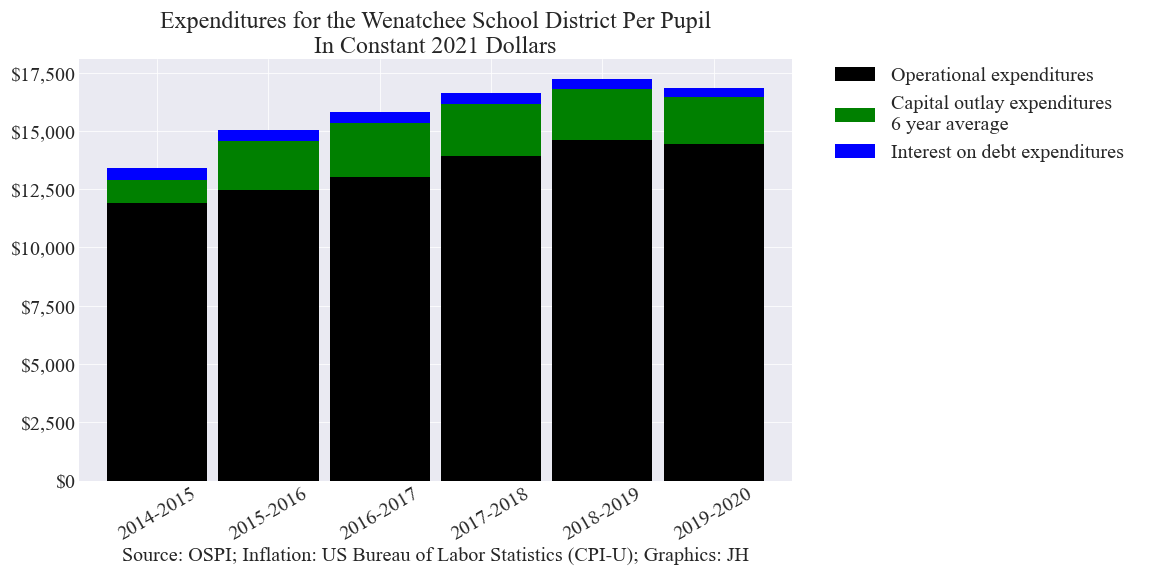 Expenditures for the Wenatchee School District Per Pupil
In Constant 2021 Dollars
$17,500
$15,000
$12,500
$10,000
$7,500
$5,000
$2,500
$0
2014-2015
2015-2016
2016-2017
2017-2018
2018-2019
2019-2020
Source: OSPI; Inflation: US Bureau of Labor Statistics (CPI-U); Graphics: JH
Operational expenditures
Capital outlay expenditures
6 year average
Interest on debt expenditures